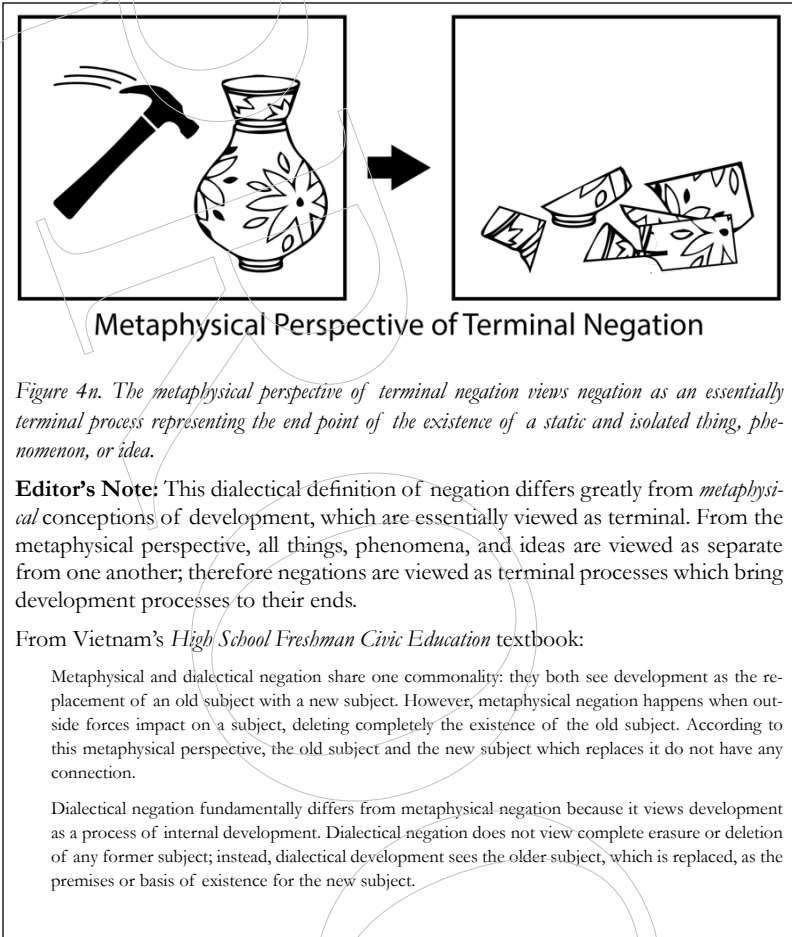 Metaphysical Perspective of Terminal Negation
Figure 4n. The metaphysical perspective of terminal negation views negation as an essentially
terminal process representing the end point of the existence of a static and isolated thing, phe-
nomenon, or idea.
Editor's Note: This dialectical definition of negation differs greatly from metaphysi-
cal conceptions of development, which are essentially viewed as terminal. From the
metaphysical perspective, all things, phenomena, and ideas are viewed as separate
from one another; therefore negations are viewed as terminal processes which bring
development processes to their ends.
From Vietnam's High School Freshman Civic Education textbook:
Metaphysical and dialectical negation share one commonality: they both see development as the re-
placement of an old subject with a new subject. However, metaphysical negation happens when out-
side forces impact on a subject, deleting completely the existence of the old subject. According to
this metaphysical perspective, the old subject and the new subject which replaces it do not have any
connection.
Dialectical negation fundamentally differs from metaphysical negation because it views development
as a process of internal development. Dialectical negation does not view complete erasure or deletion
of any former subject; instead, dialectical development sees the older subject, which is replaced, as the
premises or basis of existence for the new subject.